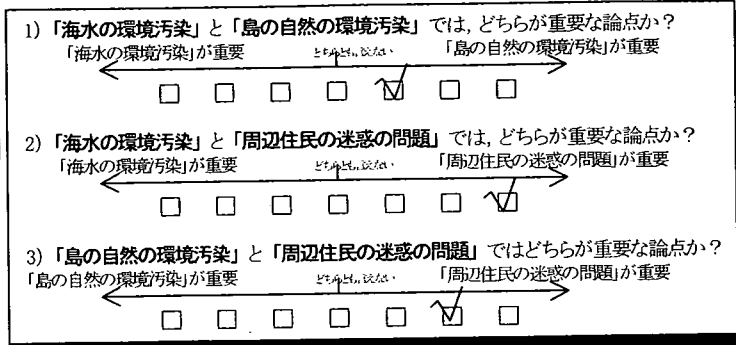 1) 「海水の環境汚染」と「島の自然の環境汚染」では, どちらが重要な論点か?
「海水の環境汚染」が重要 どちらとも言えない 「島の自然の環境汚染」が重要
2) 「海水の環境汚染」と「周辺住民の迷惑の問題」では, どちらが重要な論点か?
「海水の環境汚染」が重要 どちらとも言えない 「周辺住民の迷惑の問題」が重要
3) 「島の自然の環境汚染」と「周辺住民の迷惑の問題」ではどちらが重要な論点か?
「島の自然の環境汚染」が重要 どちらとも言えない 「周辺住民の迷惑の問題」が重要